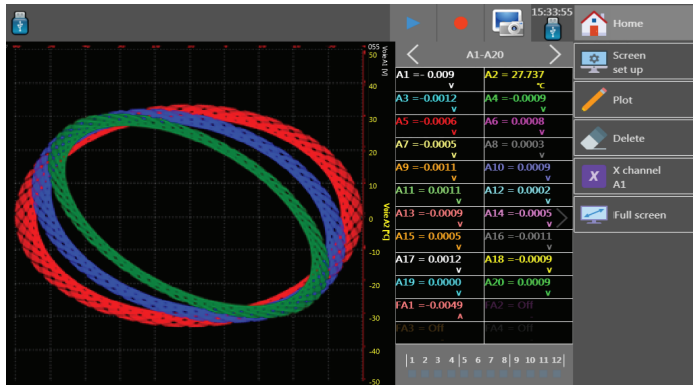 15:33:55
Home
055
Voie A1 [V]
50
40
30
20
10
0
Voie A2 [°C]
-10
-20
-30
-40
-50
A1-A20
A1 =- 0.009
V
A2 = 27.737
°C
A3 =-0.0012
V
A4 =-0.0009
V
A5 =-0.0006
V
A6 = 0.0008
V
A7 =-0.0005
V
A8 = 0.0003
V
A9 =-0.0011
V
A10 = 0.0009
V
A11 = 0.0011
V
A12 = 0.0002
V
A13 =-0.0009
V
A14 =-0.0005
V
A15 = 0.0005
V
A16 =-0.0011
V
A17 = 0.0012
V
A18 =-0.0009
V
A19 = 0.0000
V
A20 = 0.0009
V
FA1 =-0.0049
A
FA2 = Off
FA3 = Off
FA4 = Off
1 2 3 4 5 6 7 8 9 10 11 12
Screen
set up
Plot
Delete
X
X channel
A1
Full screen